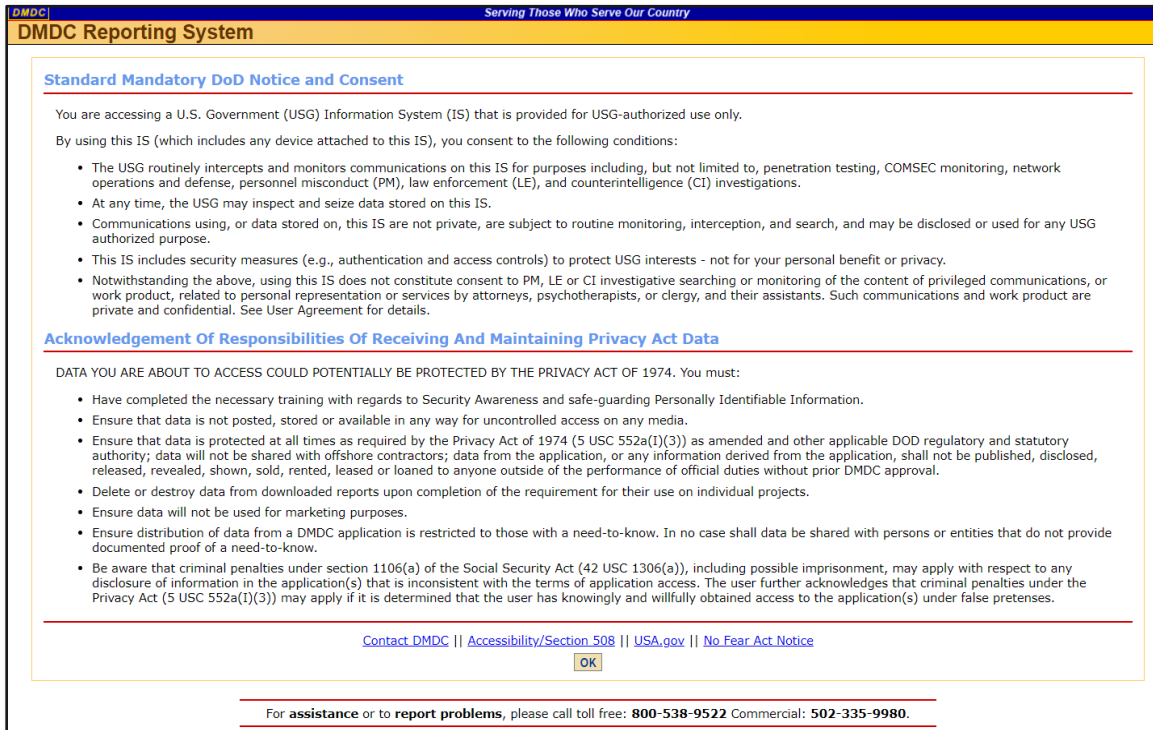 DMDC Serving Those Who Serve Our Country
DMDC Reporting System
Standard Mandatory DoD Notice and Consent
You are accessing a U.S. Government (USG) Information System (IS) that is provided for USG-authorized use only.
By using this IS (which includes any device attached to this IS), you consent to the following conditions:
• The USG routinely intercepts and monitors communications on this IS for purposes including, but not limited to, penetration testing, COMSEC monitoring, network
operations and defense, personnel misconduct (PM), law enforcement (LE), and counterintelligence (CI) investigations.
• At any time, the USG may inspect and seize data stored on this IS.
• Communications using, or data stored on, this IS are not private, are subject to routine monitoring, interception, and search, and may be disclosed or used for any USG
authorized purpose.
• This IS includes security measures (e.g., authentication and access controls) to protect USG interests - not for your personal benefit or privacy.
• Notwithstanding the above, using this IS does not constitute consent to PM, LE or CI investigative searching or monitoring of the content of privileged communications, or
work product, related to personal representation or services by attorneys, psychotherapists, or clergy, and their assistants. Such communications and work product are
private and confidential. See User Agreement for details.
Acknowledgement Of Responsibilities Of Receiving And Maintaining Privacy Act Data
DATA YOU ARE ABOUT TO ACCESS COULD POTENTIALLY BE PROTECTED BY THE PRIVACY ACT OF 1974. You must:
• Have completed the necessary training with regards to Security Awareness and safe-guarding Personally Identifiable Information.
• Ensure that data is not posted, stored or available in any way for uncontrolled access on any media.
• Ensure that data is protected at all times as required by the Privacy Act of 1974 (5 USC 552a(I)(3)) as amended and other applicable DOD regulatory and statutory
authority; data will not be shared with offshore contractors; data from the application, or any information derived from the application, shall not be published, disclosed,
released, revealed, shown, sold, rented, leased or loaned to anyone outside of the performance of official duties without prior DMDC approval.
• Delete or destroy data from downloaded reports upon completion of the requirement for their use on individual projects.
• Ensure data will not be used for marketing purposes.
• Ensure distribution of data from a DMDC application is restricted to those with a need-to-know. In no case shall data be shared with persons or entities that do not provide
documented proof of a need-to-know.
• Be aware that criminal penalties under section 1106(a) of the Social Security Act (42 USC 1306(a)), including possible imprisonment, may apply with respect to any
disclosure of information in the application(s) that is inconsistent with the terms of application access. The user further acknowledges that criminal penalties under the
Privacy Act (5 USC 552a(I)(3)) may apply if it is determined that the user has knowingly and willfully obtained access to the application(s) under false pretenses.
Contact DMDC || Accessibility/Section 508 || USA.gov || No Fear Act Notice
OK
For assistance or to report problems, please call toll free: 800-538-9522 Commercial: 502-335-9980.